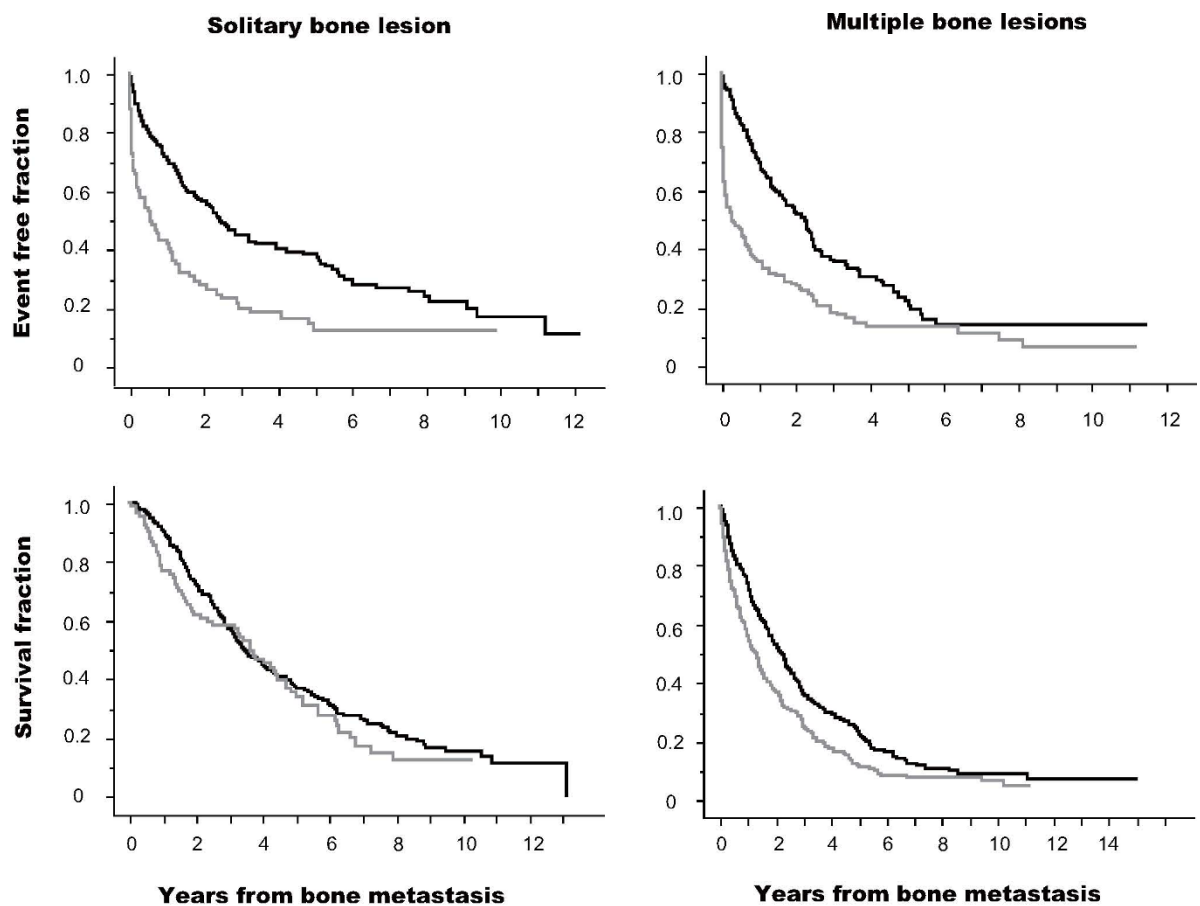 Solitary bone lesion
Multiple bone lesions
Event free fraction
1.0
0.8
0.6
0.4
0.2
0
0 2 4 6 8 10 12
1.0
0.8
0.6
0.4
0.2
0
0 2 4 6 8 10 12
Survival fraction
1.0
0.8
0.6
0.4
0.2
0
0 2 4 6 8 10 12
1.0
0.8
0.6
0.4
0.2
0
0 2 4 6 8 10 12 14
Years from bone metastasis
Years from bone metastasis